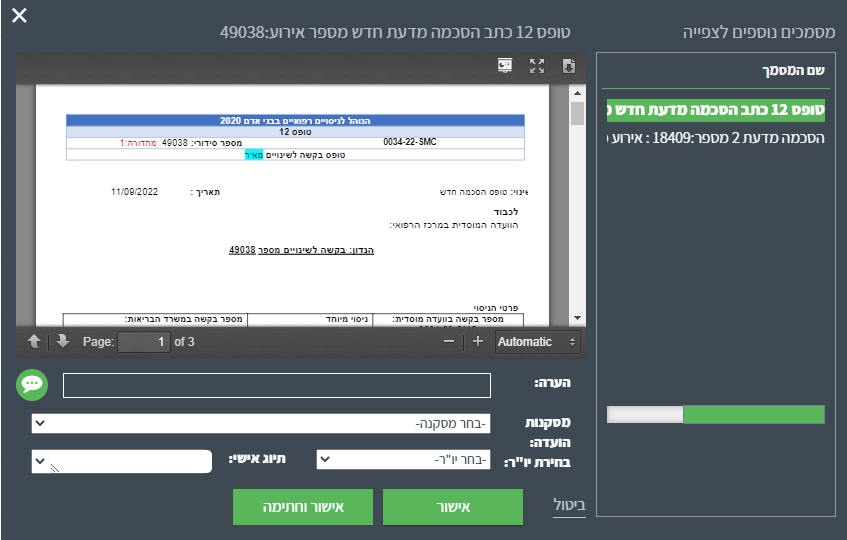 טופס 12 כתב הסכמה מדעת חדש מספר אירוע:49038
מסמכים נוספים לצפייה
שם המסמך
טופס 12 כתב הסכמה מדעת חדש
הסכמה מדעת 2 מספר:18409 : אירוע
הנוהל לניסויים רפואיים בבני אדם 2020
טופס 12
0034-22-SMC מספר סידורי: 49038 מהדורה:1
טופס בקשה לשינויים מאיר
שינוי: טופס הסכמה חדש תאריך : 11/09/2022
לכבוד
הוועדה המוסדית במרכז הרפואי:
הנדון: בקשה לשינויים מספר 49038
פרטי הניסוי
מספר בקשה בוועדה מוסדית: ניסוי מיוחד מספר בקשה במשרד הבריאות:
Page: 1 of 3 Automatic
הערה:
מסקנות הועדה: -בחר מסקנה-
בחירת יו"ר: -בחר יו"ר- תיוג אישי:
ביטול אישור אישור וחתימה